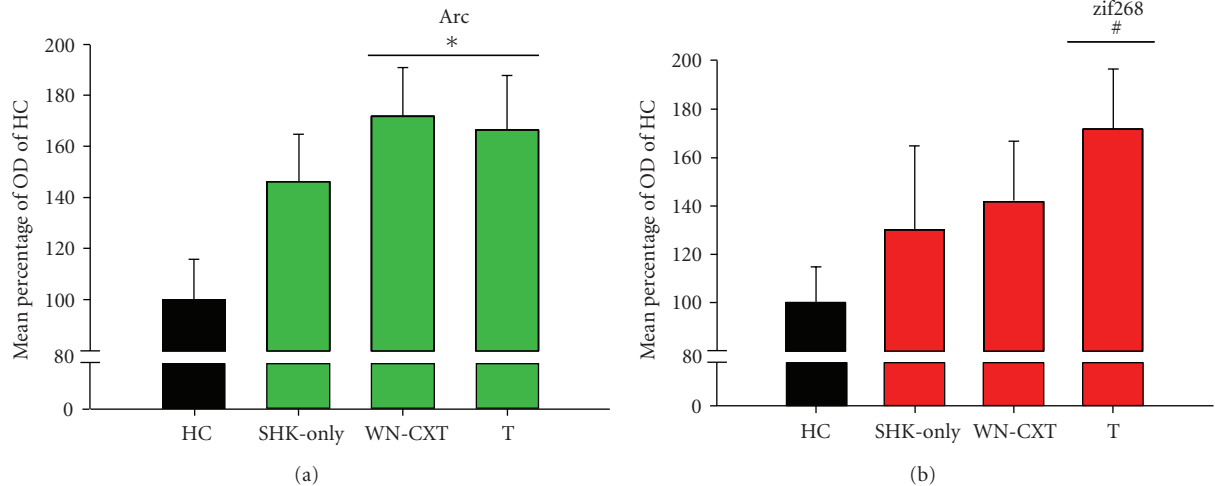 Arc
*
Mean percentage of OD of HC
200
180
160
140
120
100
80
0
HC SHK-only WN-CXT T
(a)
zif268
#
Mean percentage of OD of HC
200
180
160
140
120
100
80
0
HC SHK-only WN-CXT T
(b)